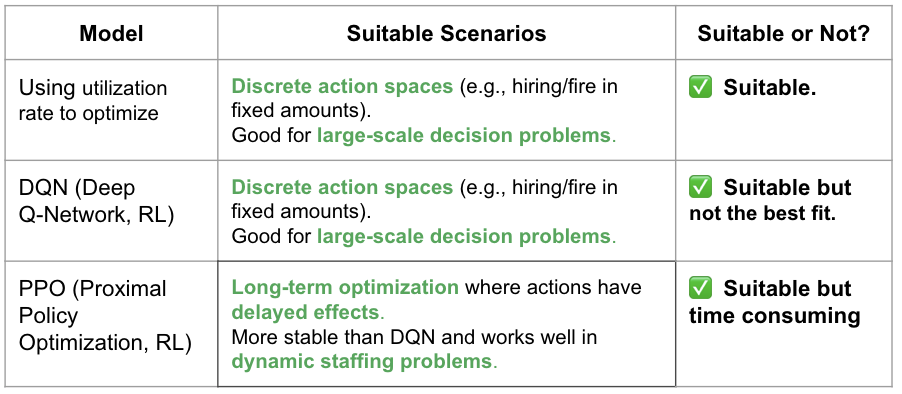 Model
Suitable Scenarios
Suitable or Not?
Using utilization
rate to optimize
Discrete action spaces (e.g., hiring/fire in
fixed amounts).
Good for large-scale decision problems.
✅ Suitable.
DQN (Deep
Q-Network, RL)
Discrete action spaces (e.g., hiring/fire in
fixed amounts).
Good for large-scale decision problems.
✅ Suitable but
not the best fit.
PPO (Proximal
Policy
Optimization, RL)
Long-term optimization where actions have
delayed effects.
More stable than DQN and works well in
dynamic staffing problems.
✅ Suitable but
time consuming